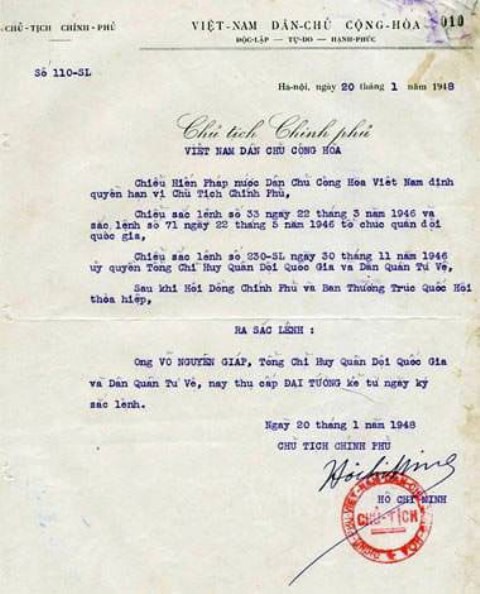 CHỦ-TỊCH CHÍNH-PHỦ
VIỆT-NAM DÂN-CHỦ CỘNG-HÒA
010
ĐỘC-LẬP — TỰ-DO — HẠNH-PHÚC
Số 110-SL
Hà-nội, ngày 20 tháng 1 năm 1948
Chủ tịch Chính phủ
VIỆT NAM DÂN CHỦ CỘNG HÒA
Chiếu Hiến Pháp nước Dân Chủ Cộng Hòa Việt Nam định
quyền hạn vị Chủ Tịch Chính Phủ,
Chiếu sắc lệnh số 33 ngày 22 tháng 3 năm 1946 và
sắc lệnh số 71 ngày 22 tháng 5 năm 1946 tổ chức quân đội
quốc gia,
Chiếu sắc lệnh số 230-SL ngày 30 tháng 11 năm 1946
uỷ quyền Tổng Chỉ Huy Quân Đội Quốc Gia và Dân Quân Tự Vệ,
Sau khi Hội Đồng Chính Phủ và Ban Thường Trực Quốc Hội
thỏa hiệp,
RA SẮC LỆNH :
Ông VÕ NGUYÊN GIÁP, Tổng Chỉ Huy Quân Đội Quốc Gia
và Dân Quân Tự Vệ, nay thụ cấp ĐẠI TƯỚNG kể từ ngày ký
sắc lệnh.
Ngày 20 tháng 1 năm 1948
CHỦ TỊCH CHÍNH PHỦ
HỒ CHÍ MINH
CHỦ-TỊCH